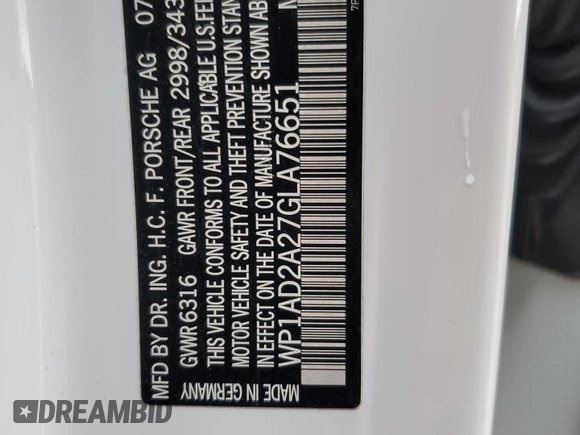 MFD BY DR. ING. H.C. F. PORSCHE AG 07
GVWR 6316 GAWR FRONT/REAR 2998/343
THIS VEHICLE CONFORMS TO ALL APPLICABLE U.S.FE
MOTOR VEHICLE SAFETY AND THEFT PREVENTION STAN
IN EFFECT ON THE DATE OF MANUFACTURE SHOWN AB
WP1AD2A27GLA76651
MADE IN GERMANY
DREAMBID